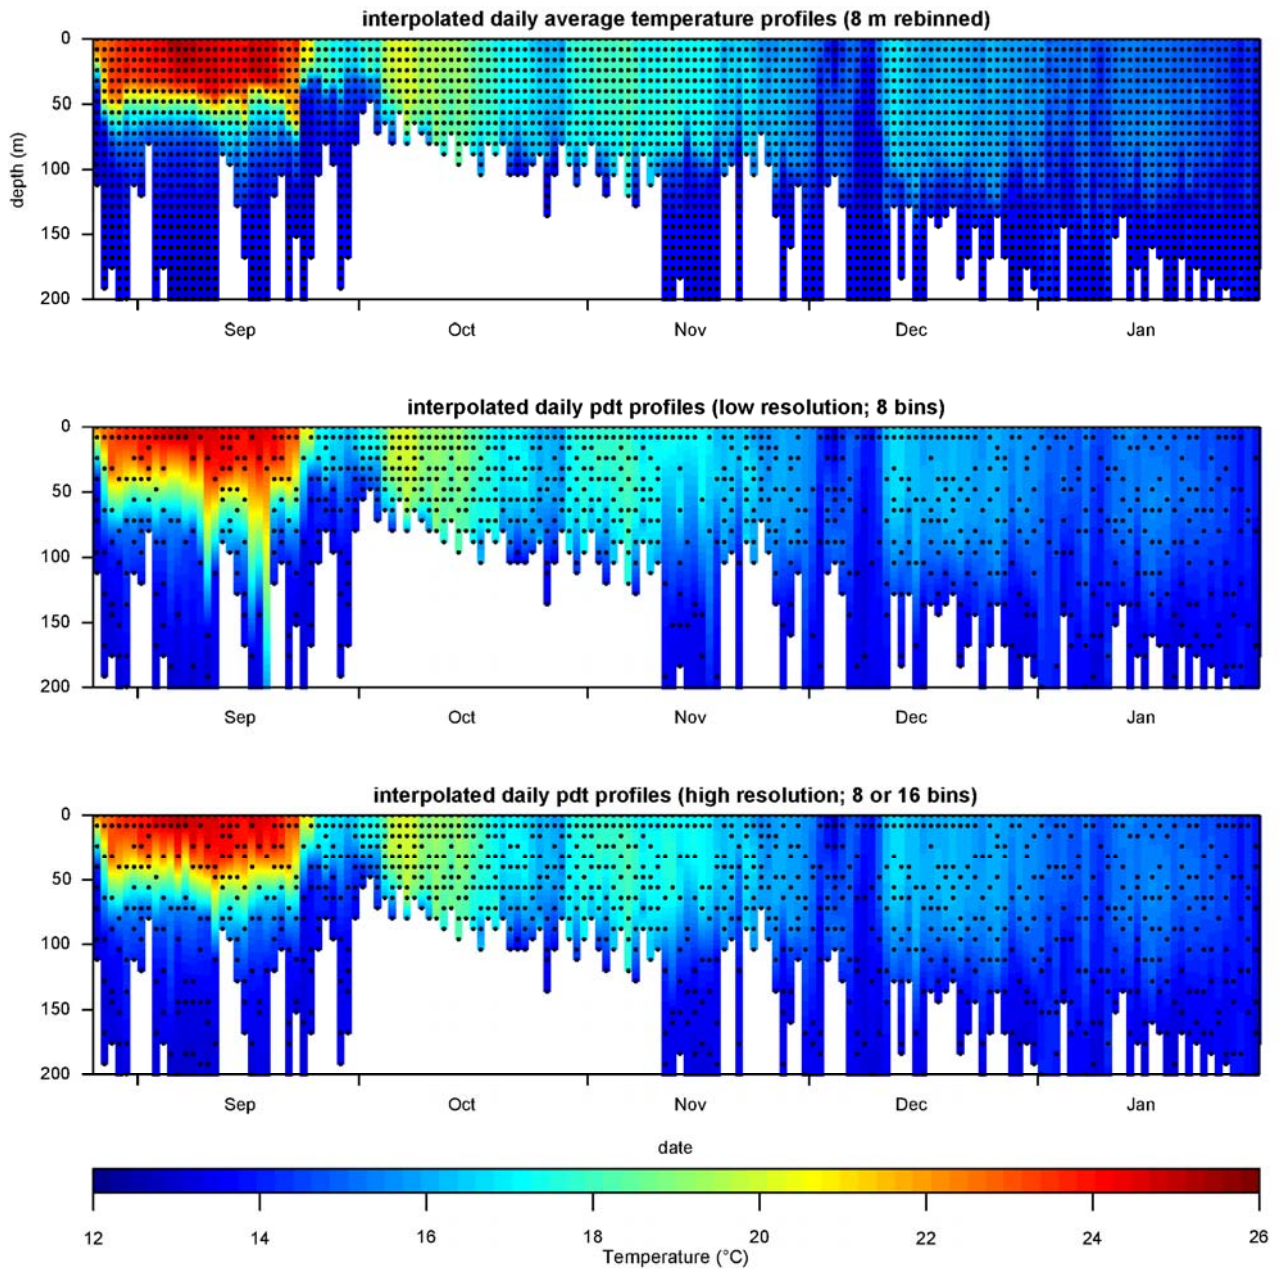 interpolated daily average temperature profiles (8 m rebinned)
0
50
100
150
200
depth (m)
Sep Oct Nov Dec Jan
interpolated daily pdt profiles (low resolution; 8 bins)
0
50
100
150
200
Sep Oct Nov Dec Jan
interpolated daily pdt profiles (high resolution; 8 or 16 bins)
0
50
100
150
200
Sep Oct Nov Dec Jan
date
12 14 16 18 20 22 24 26
Temperature (°C)